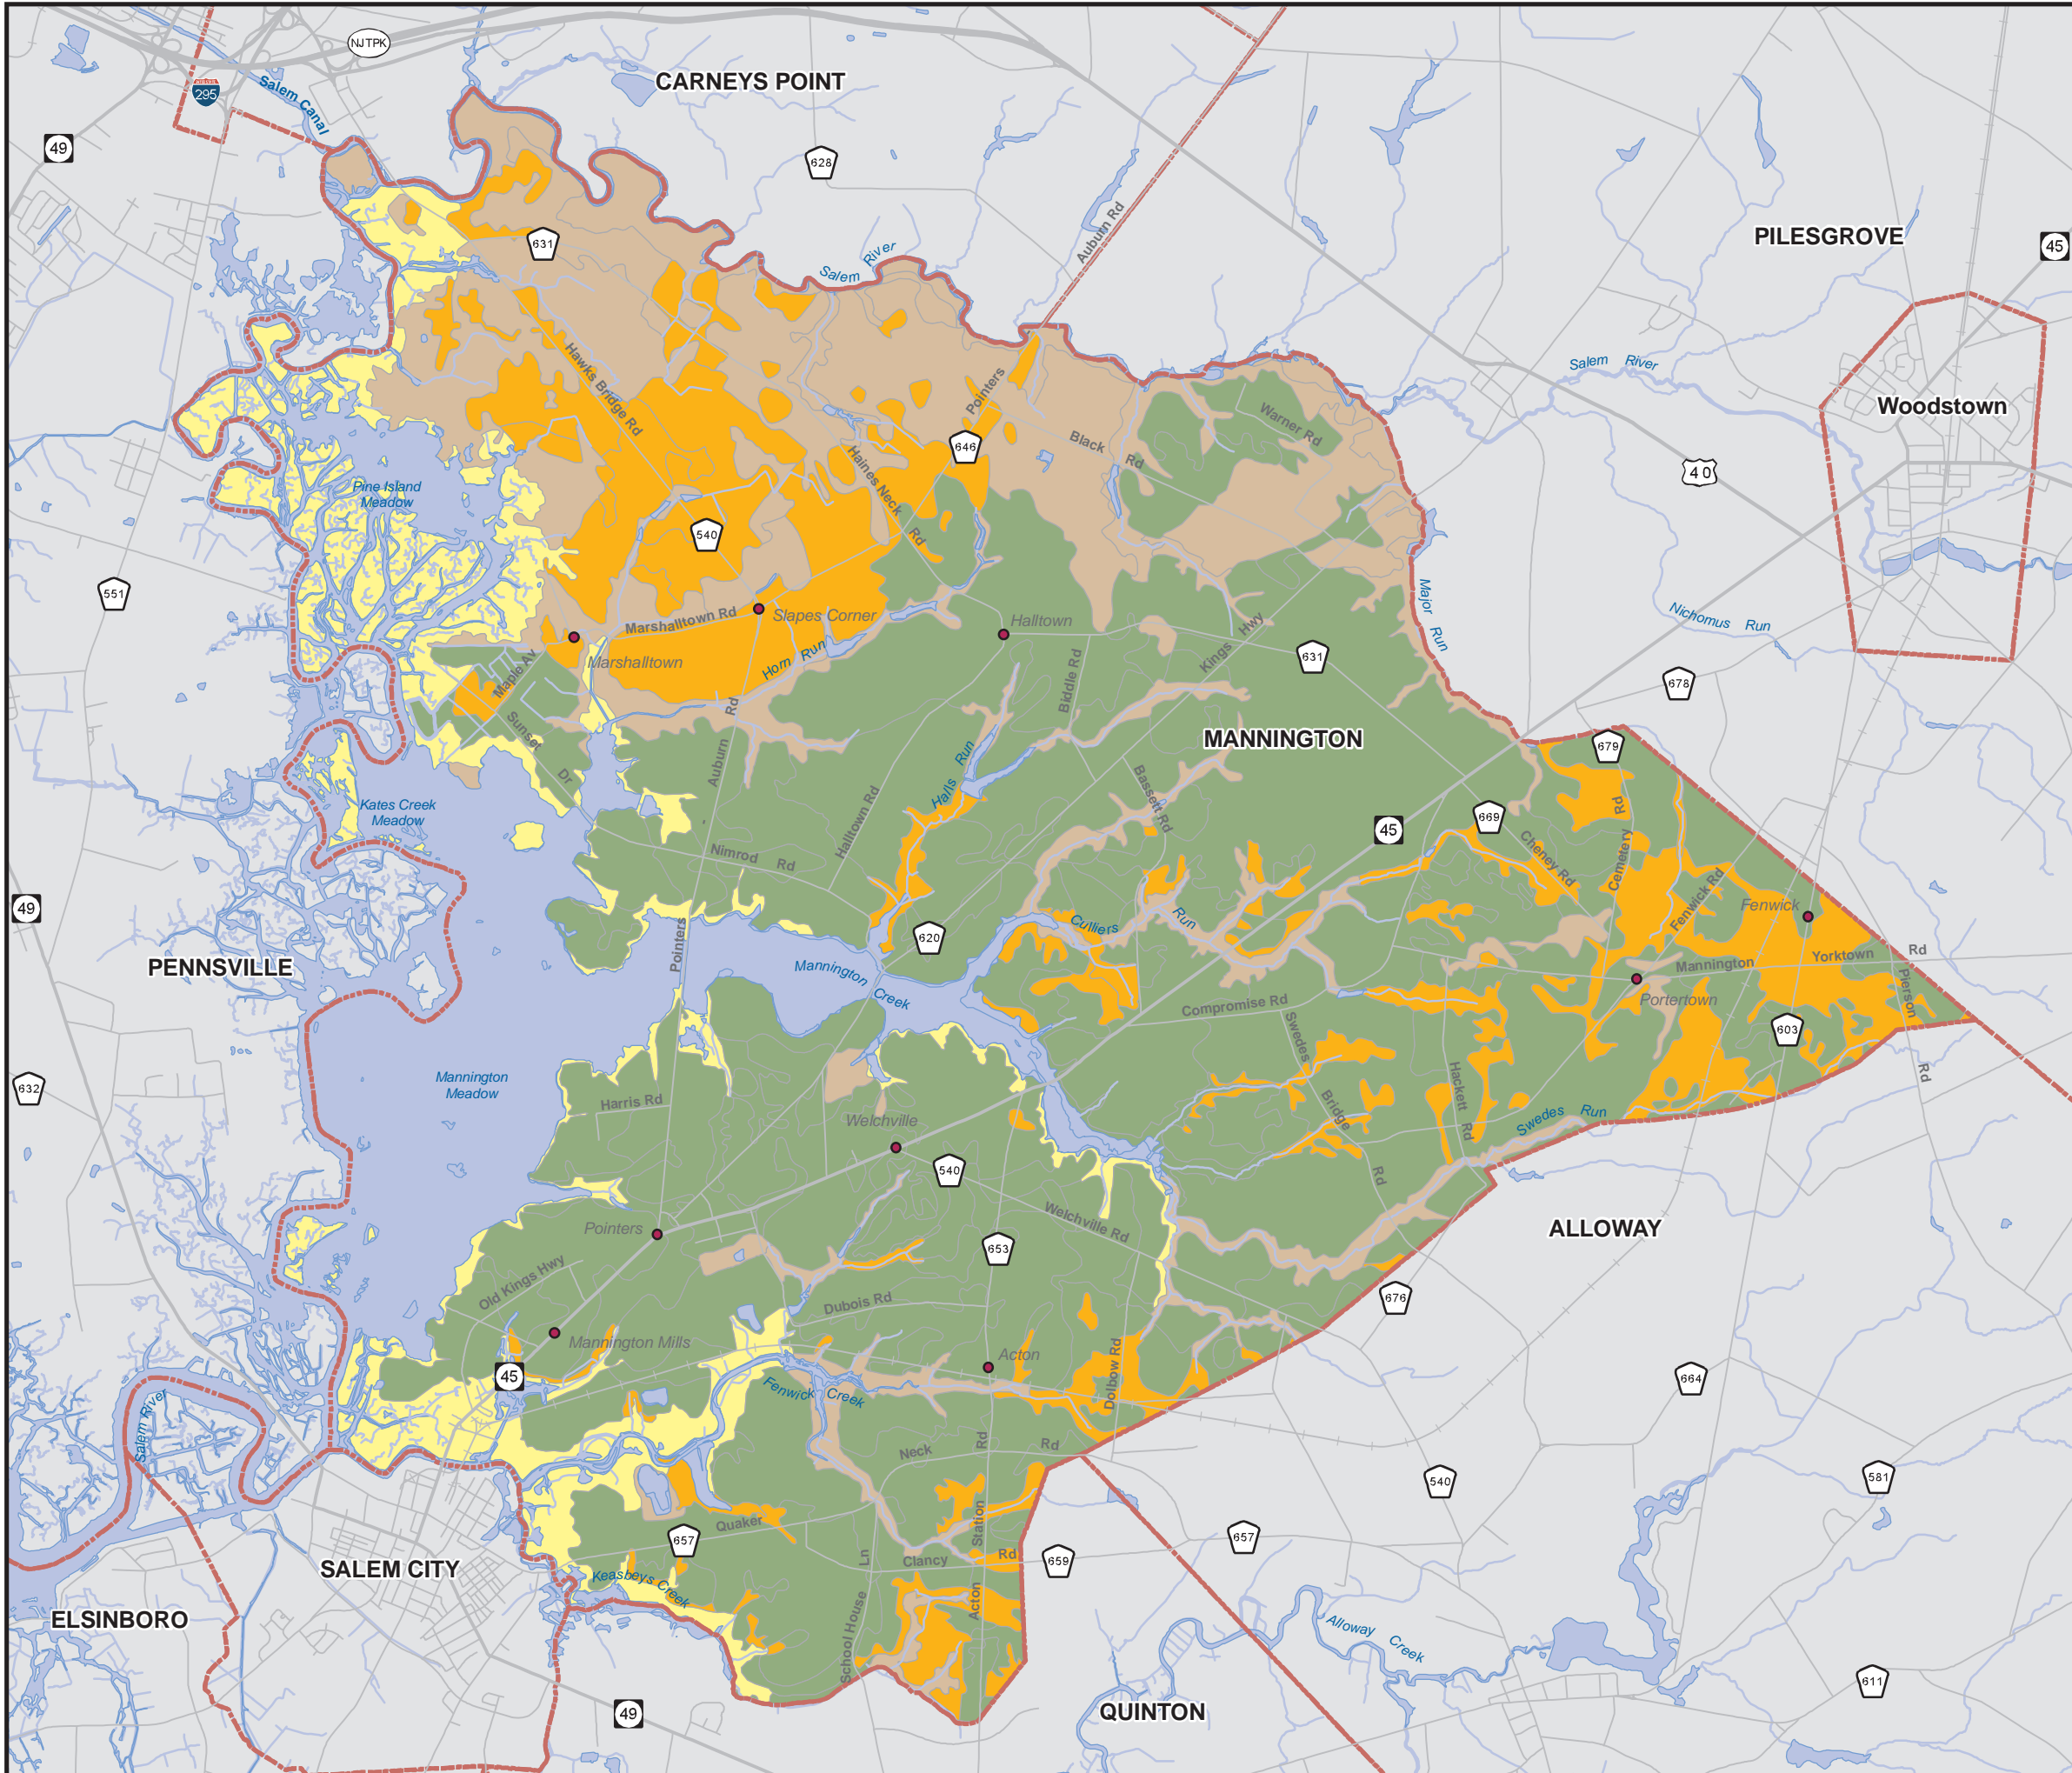 NJTPK
CARNEYS POINT
295
Salem Canal
49
628
Auburn Rd
PILESGROVE
45
631
Salem River
Salem River
Hawks Bridge Rd
Pointers
Woodstown
Warner Rd
646
Black Rd
40
Haines Neck Rd
Pine Island
Meadow
540
551
Major Run
Nichomus Run
Marshalltown Rd
Slapes Corner
Halltown
Marshalltown
Horn Run
Kings Hwy
631
Maple Av
Biddle Rd
678
Sunset Dr
Auburn Rd
MANNINGTON
679
Halls Run
Bassett Rd
Kates Creek
Meadow
Halltown Rd
669
45
Cheney Rd
Cemetery Rd
Nimrod Rd
Fenwick Rd
Fenwick
49
Culliers Run
620
Pointers
Yorktown Rd
PENNSVILLE
Mannington
Mannington Creek
Pierson Rd
Portertown
Compromise Rd
603
Swedes Bridge Rd
Mannington
Meadow
632
Hackett Rd
Harris Rd
Swedes Run
Welchville
540
Welchville Rd
Pointers
ALLOWAY
653
Old Kings Hwy
676
Dubois Rd
Mannington Mills
Acton
45
Dolbow Rd
664
Fenwick Creek
Salem River
Neck Rd
540
581
Acton Station Rd
Quaker
657
657
659
Clancy Rd
SALEM CITY
Keasbeys Creek
ELSINBORO
School House Ln
Alloway Creek
611
QUINTON
49